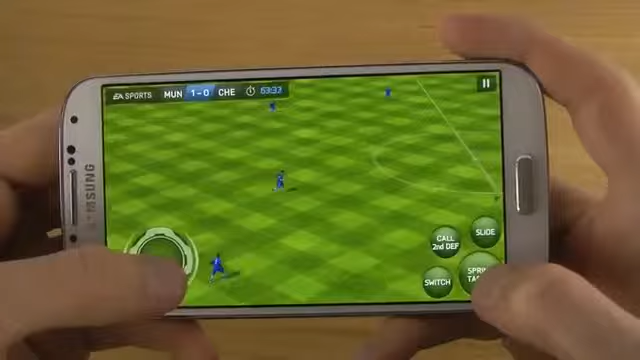 EA SPORTS MUN 1 - 0 CHE 63:33
SAMSUNG
CALL
2nd DEF
SLIDE
SWITCH